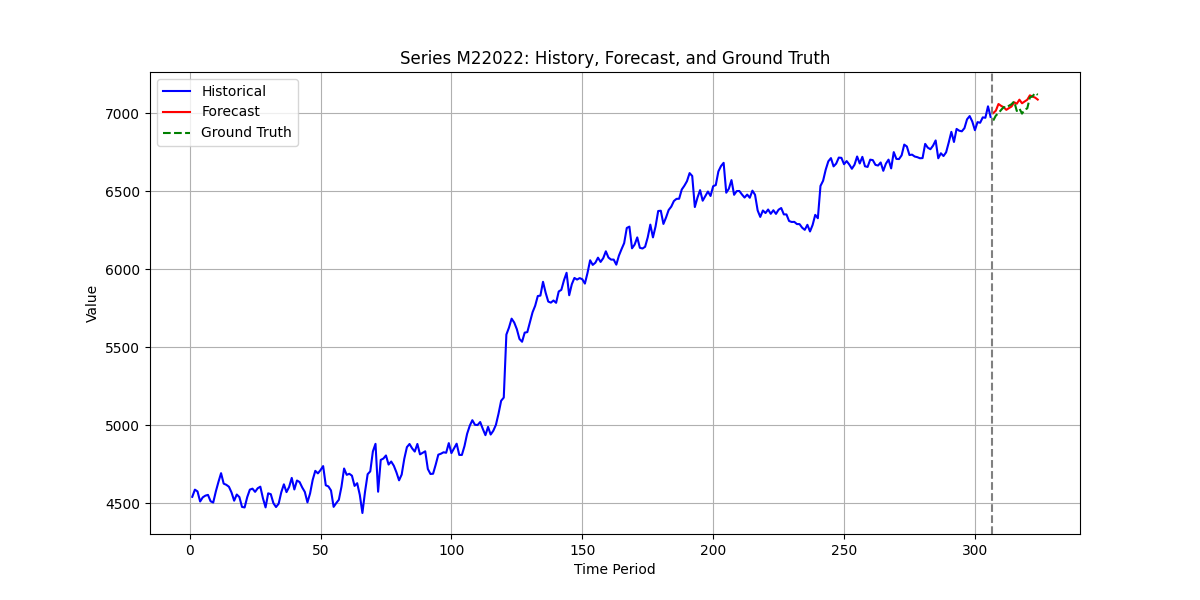 Series M22022: History, Forecast, and Ground Truth
Historical
Forecast
Ground Truth
Value
7000
6500
6000
5500
5000
4500
0 50 100 150 200 250 300
Time Period